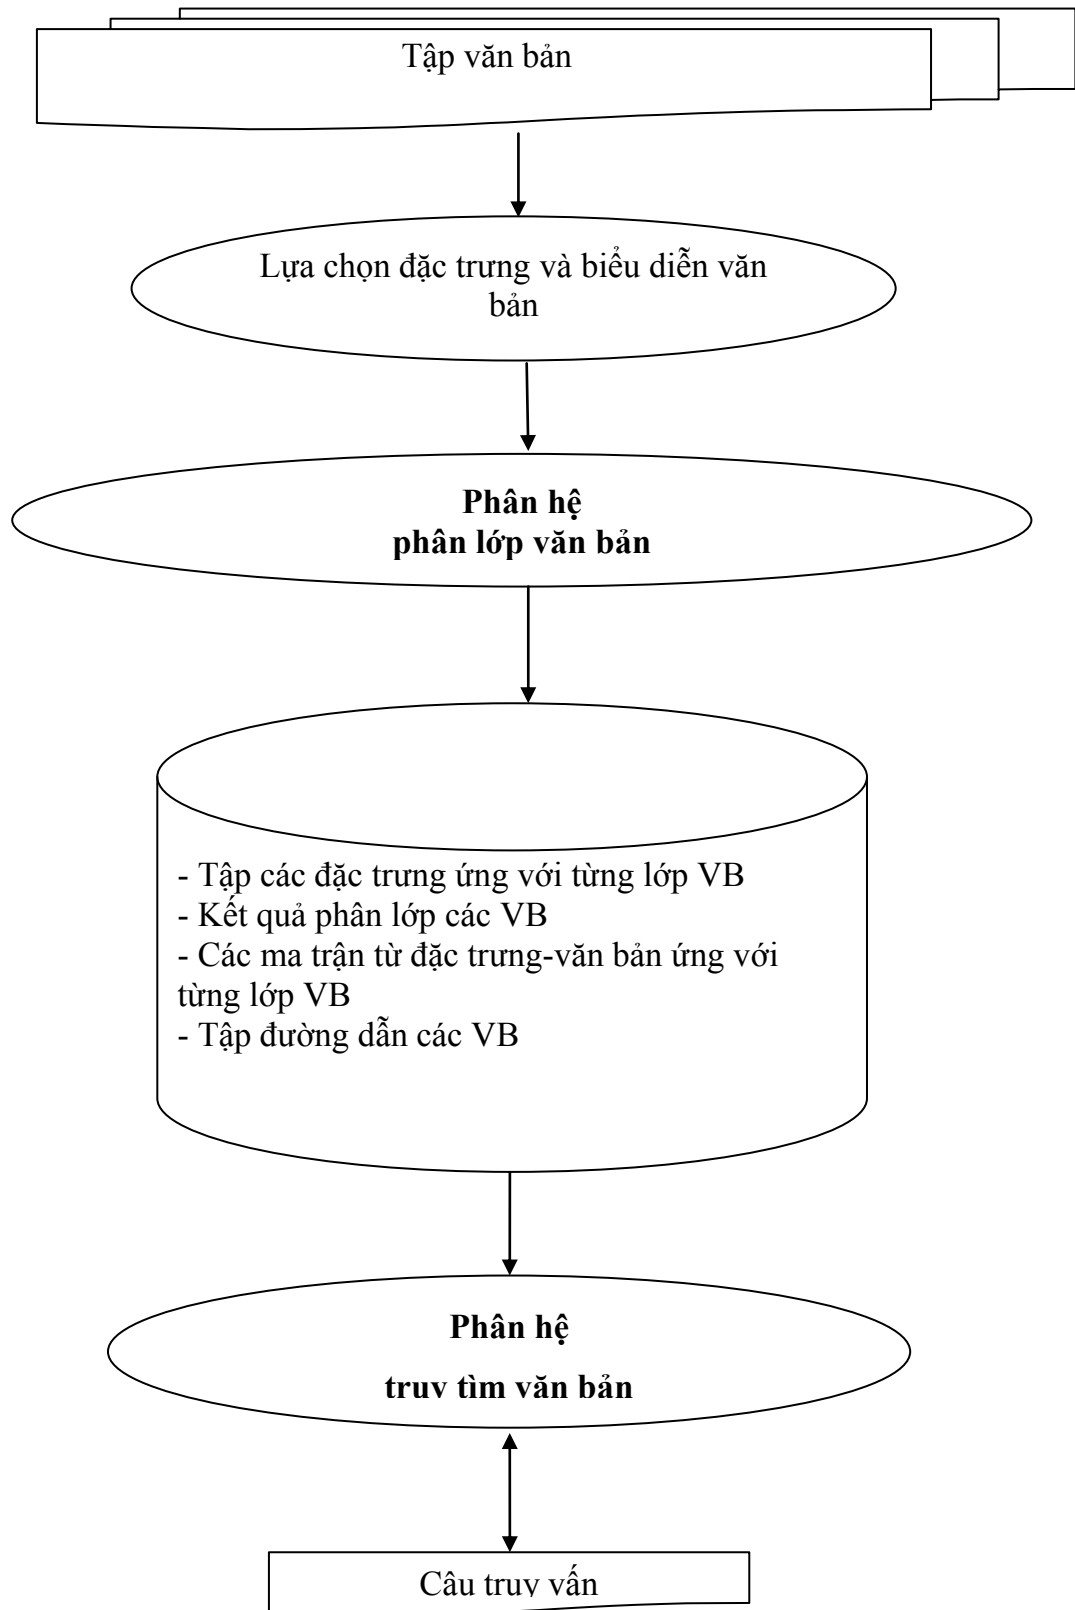 Tập văn bản
Lựa chọn đặc trưng và biểu diễn văn
bản
Phân hệ
phân lớp văn bản
- Tập các đặc trưng ứng với từng lớp VB
- Kết quả phân lớp các VB
- Các ma trận từ đặc trưng-văn bản ứng với
từng lớp VB
- Tập đường dẫn các VB
Phân hệ
truy tìm văn bản
Câu truy vấn